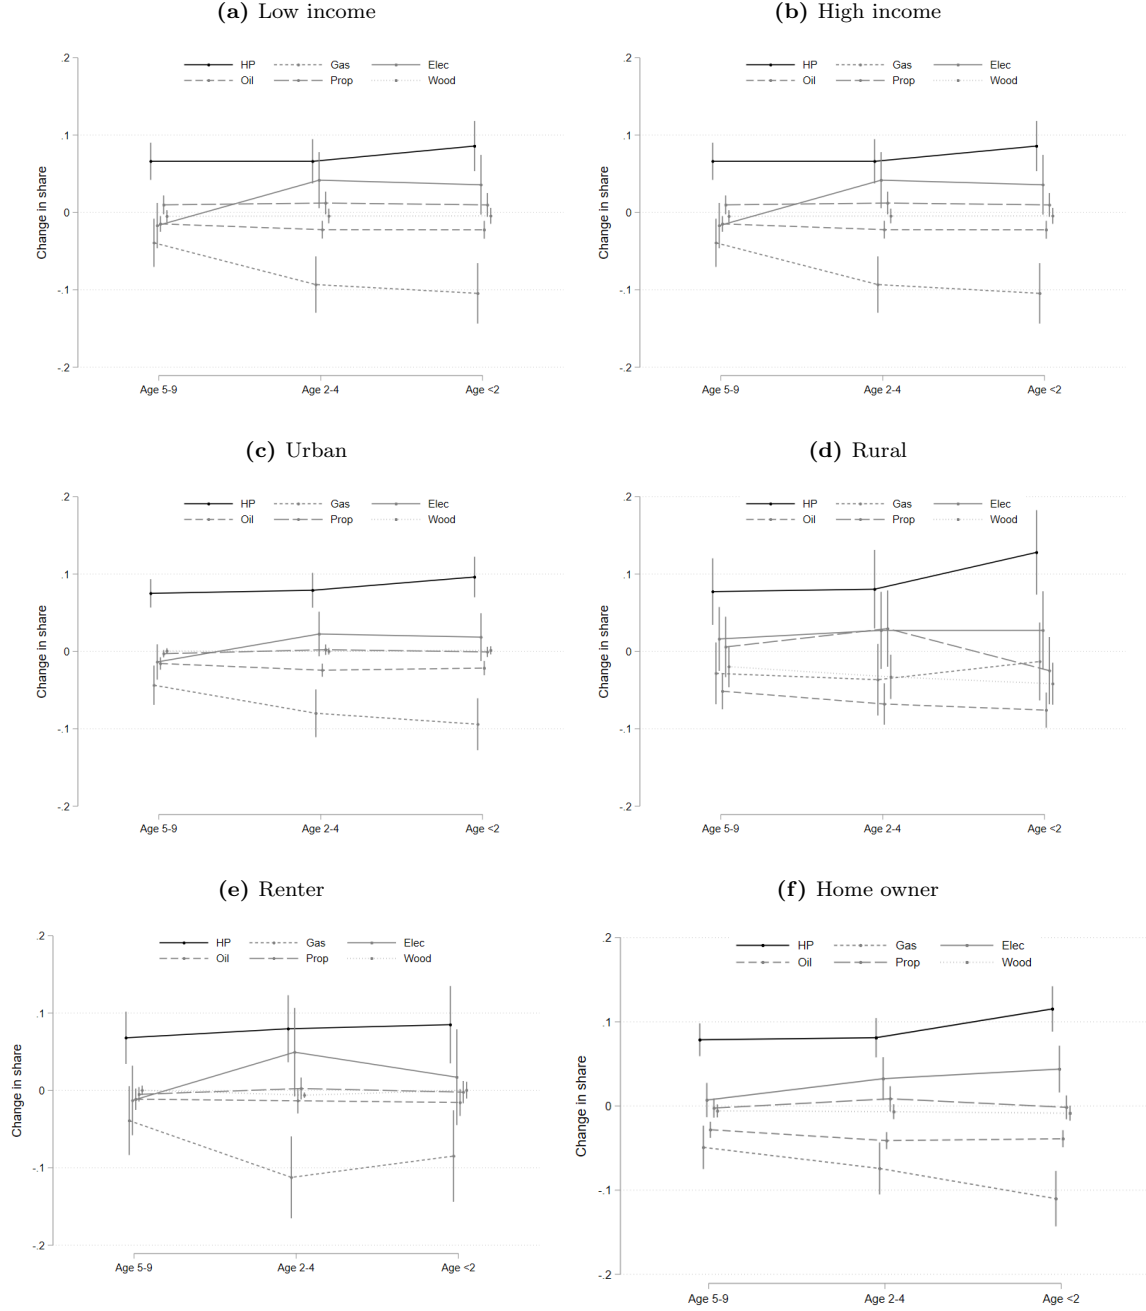 (a) Low income
HP Gas Elec
Oil Prop Wood
Change in share
.2
.1
0
-.1
-.2
Age 5-9 Age 2-4 Age <2
(b) High income
HP Gas Elec
Oil Prop Wood
Change in share
.2
.1
0
-.1
-.2
Age 5-9 Age 2-4 Age <2
(c) Urban
HP Gas Elec
Oil Prop Wood
Change in share
.2
.1
0
-.1
-.2
Age 5-9 Age 2-4 Age <2
(d) Rural
HP Gas Elec
Oil Prop Wood
Change in share
.2
.1
0
-.1
-.2
Age 5-9 Age 2-4 Age <2
(e) Renter
HP Gas Elec
Oil Prop Wood
Change in share
.2
.1
0
-.1
-.2
Age 5-9 Age 2-4 Age <2
(f) Home owner
HP Gas Elec
Oil Prop Wood
Change in share
.2
.1
0
-.1
-.2
Age 5-9 Age 2-4 Age <2